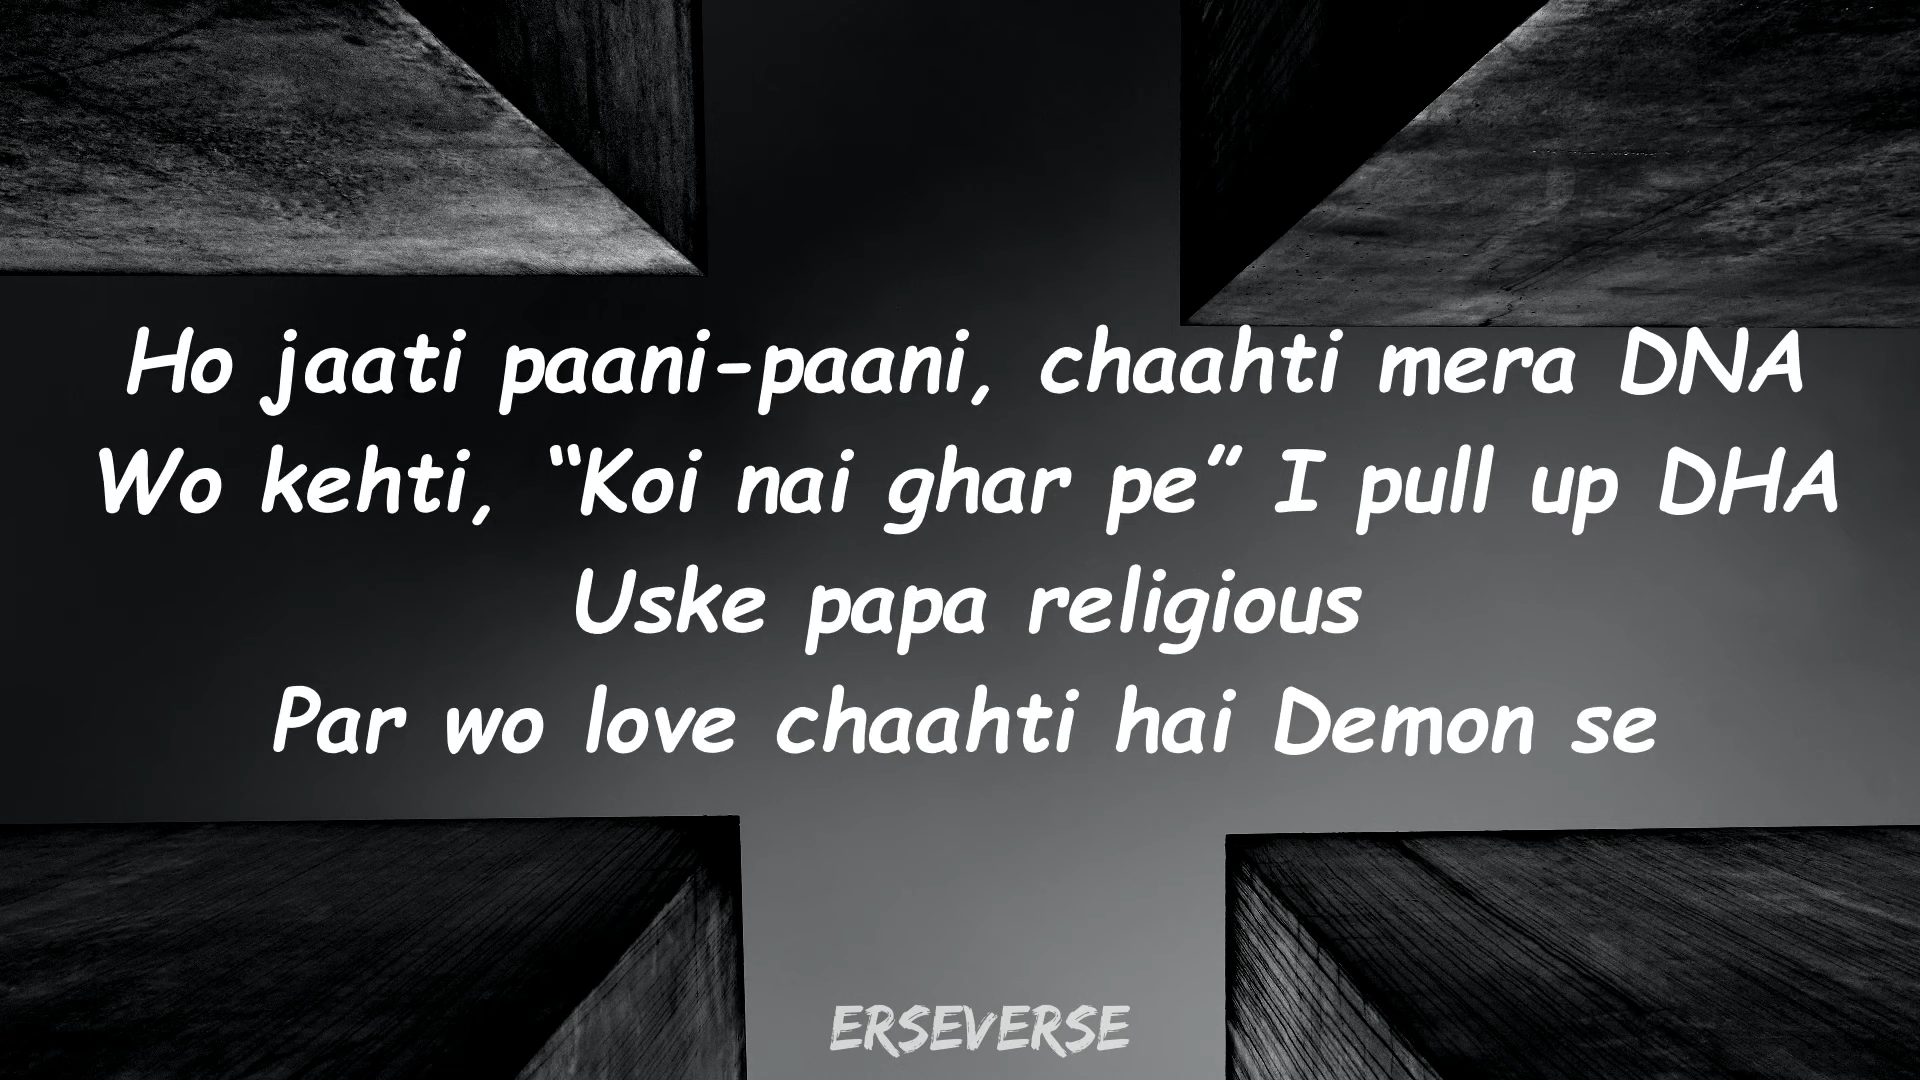 Ho jaati paani-paani, chaahti mera DNA
Wo kehti, “Koi nai ghar pe” I pull up DHA
Uske papa religious
Par wo love chaahti hai Demon se
ERSEVERSE